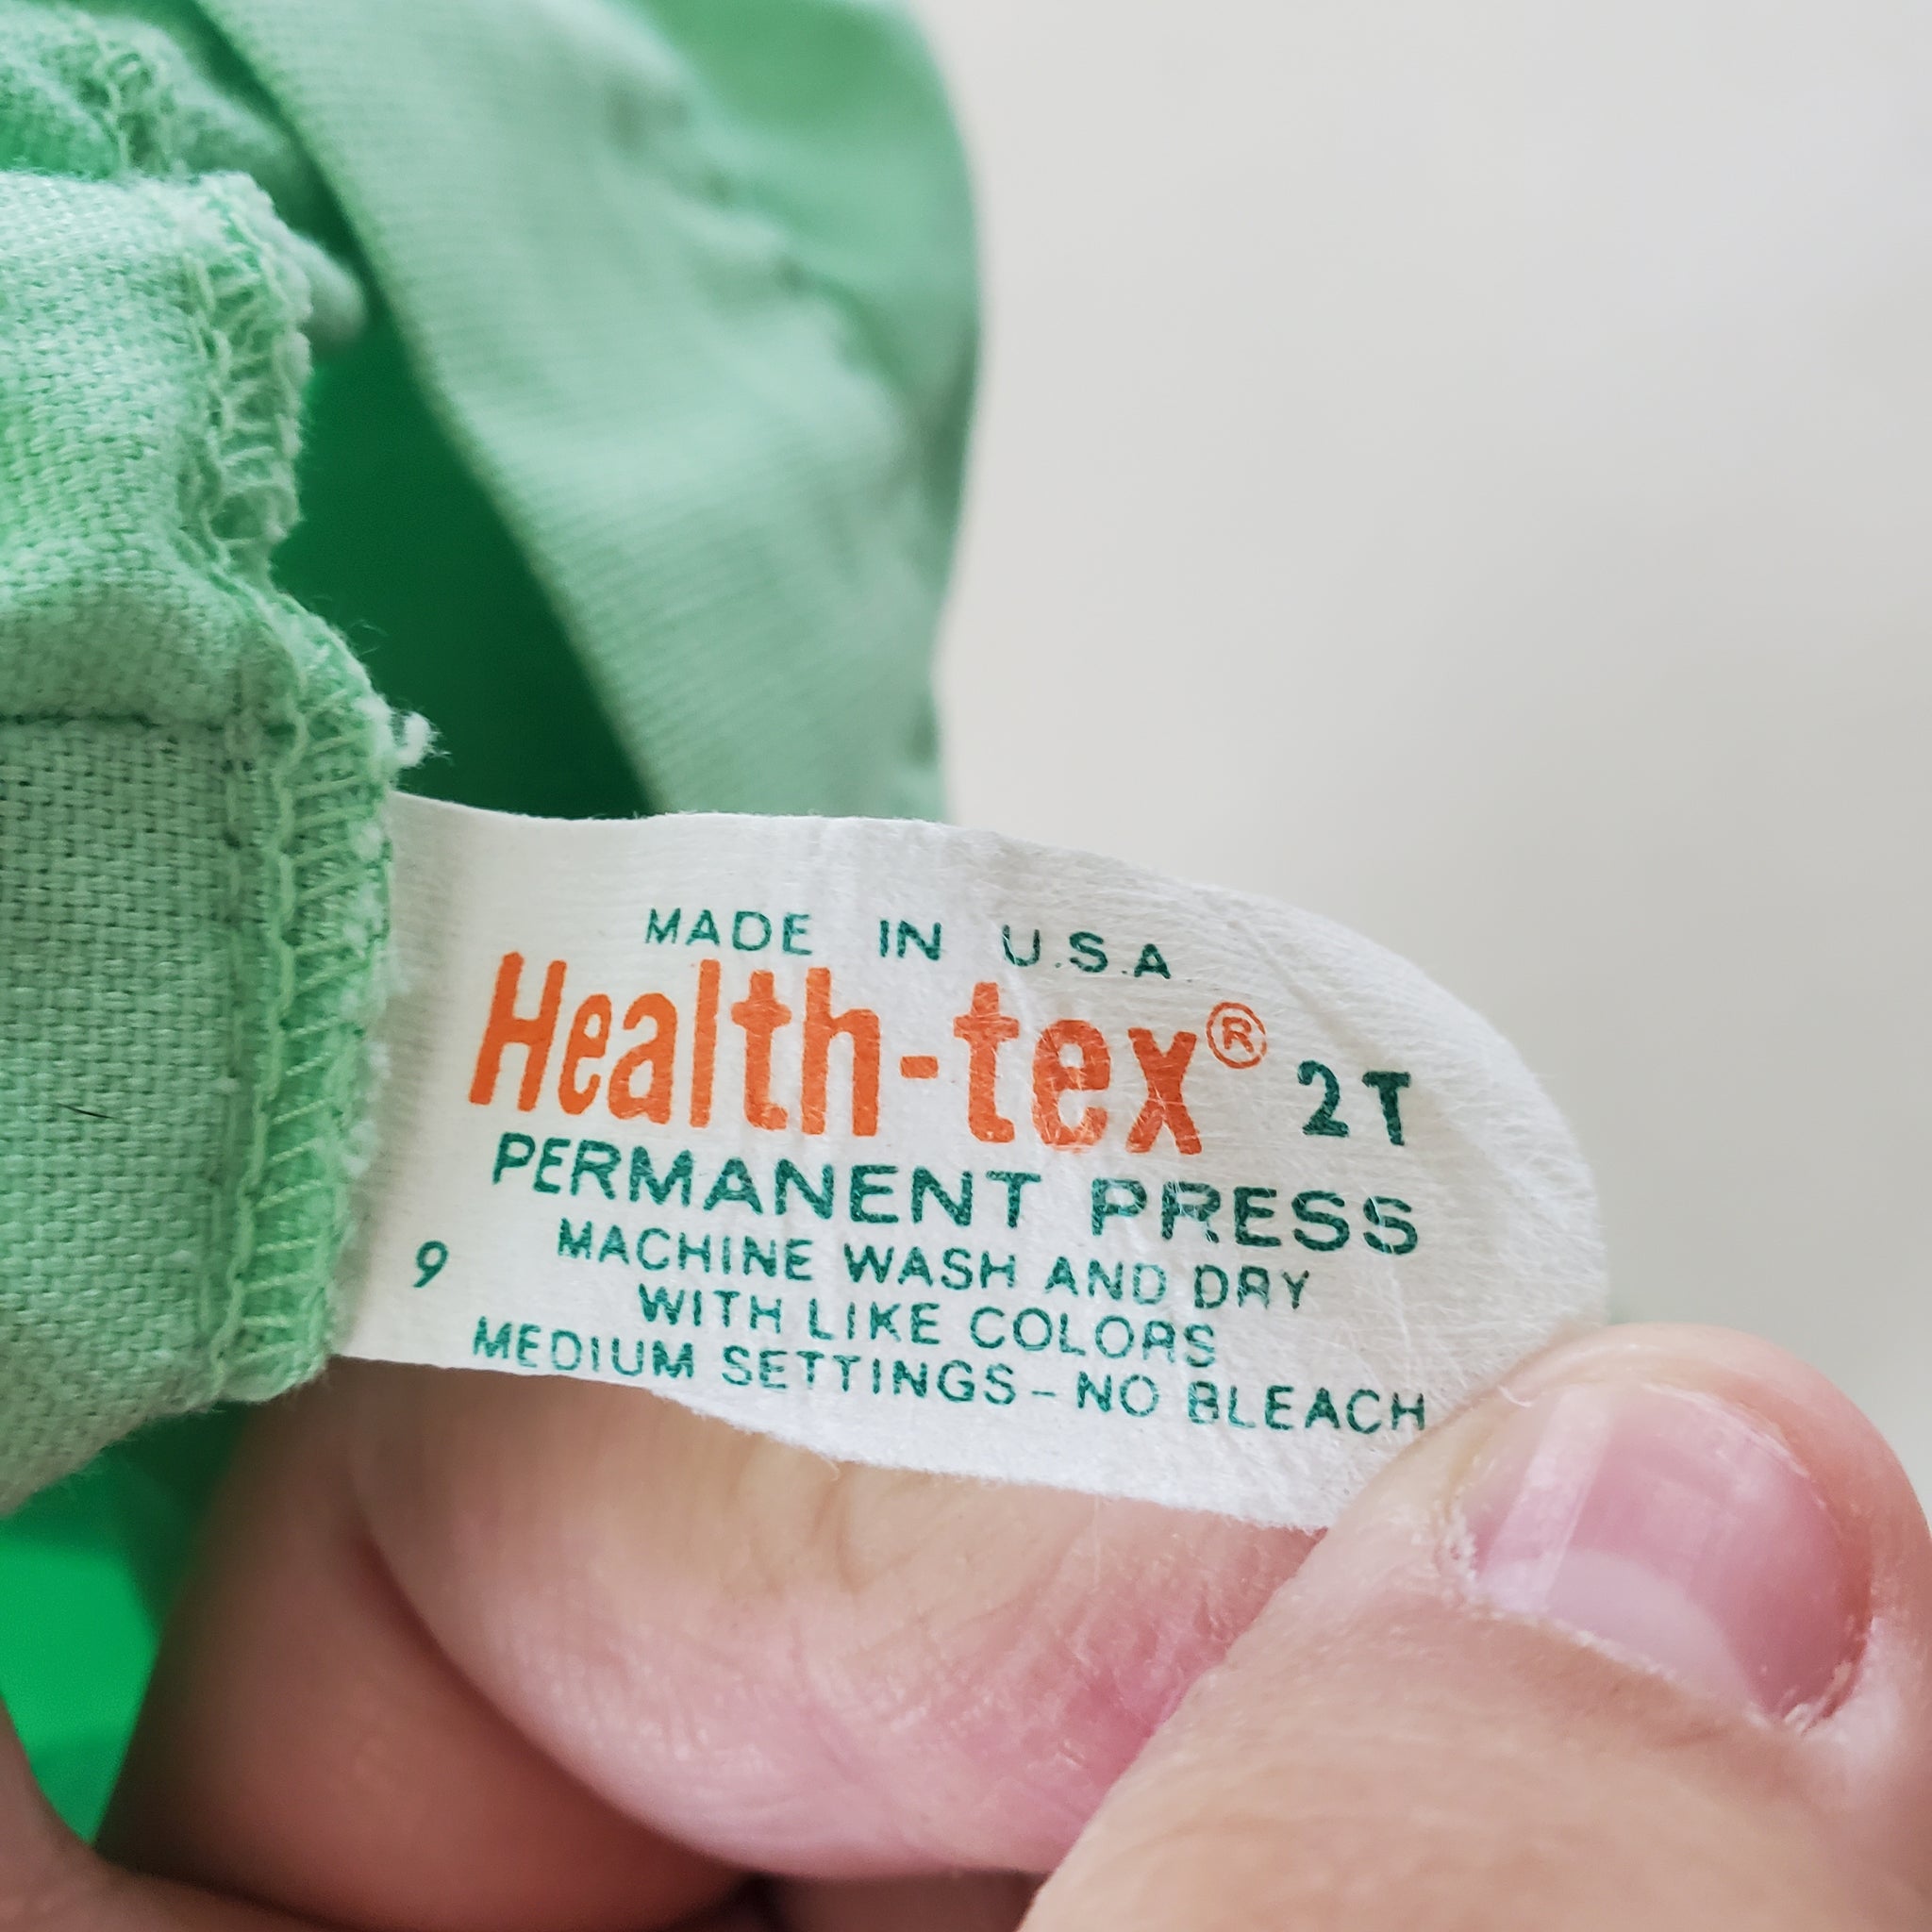 MADE IN U.S.A.
Health-tex® 2T
PERMANENT PRESS
MACHINE WASH AND DRY
9
WITH LIKE COLORS
MEDIUM SETTINGS – NO BLEACH